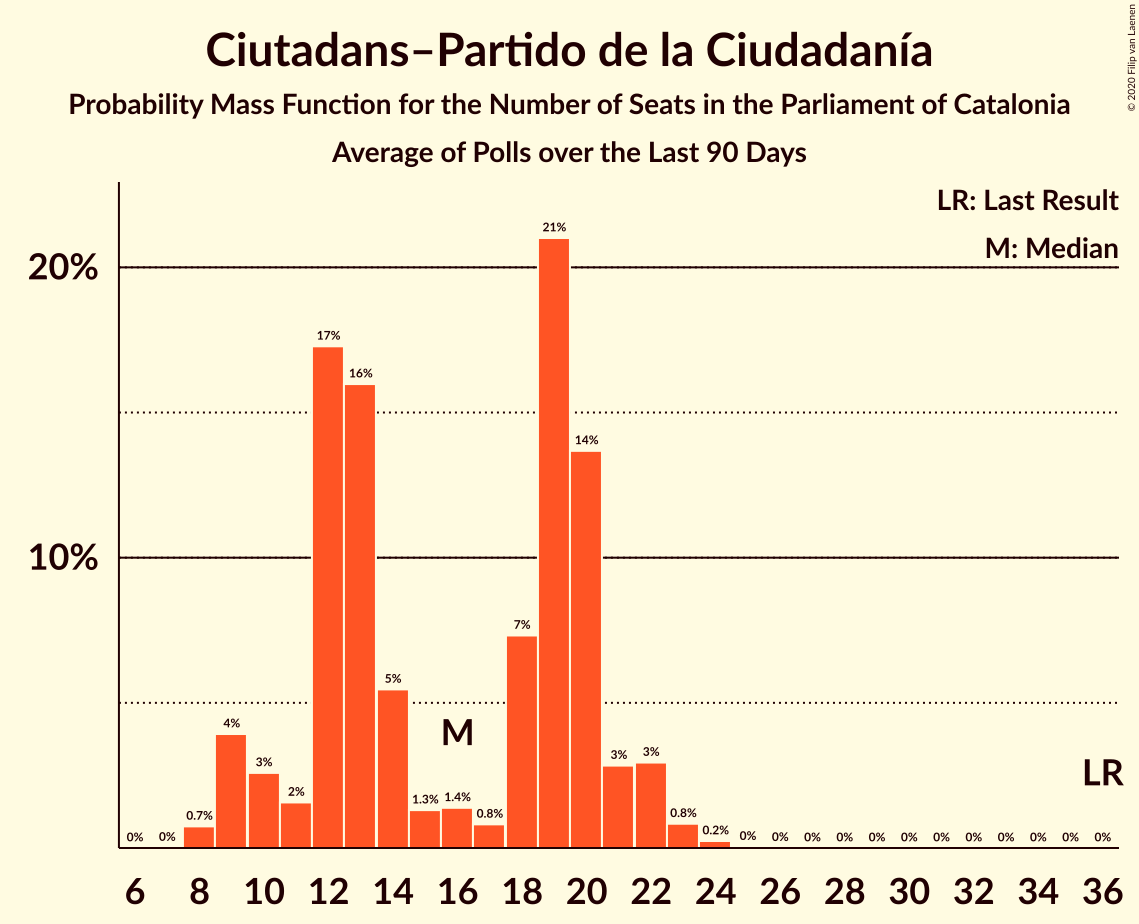 Ciutadans–Partido de la Ciudadanía
Probability Mass Function for the Number of Seats in the Parliament of Catalonia
Average of Polls over the Last 90 Days
© 2020 Filip van Laenen
LR: Last Result
M: Median
20%
10%
0% 0% 0.7% 4% 3% 2% 17% 16% 5% 1.3% 1.4% 0.8% 7% 21% 14% 3% 3% 0.8% 0.2% 0% 0% 0% 0% 0% 0% 0% 0% 0% 0% 0% 0%
M
LR
6 8 10 12 14 16 18 20 22 24 26 28 30 32 34 36